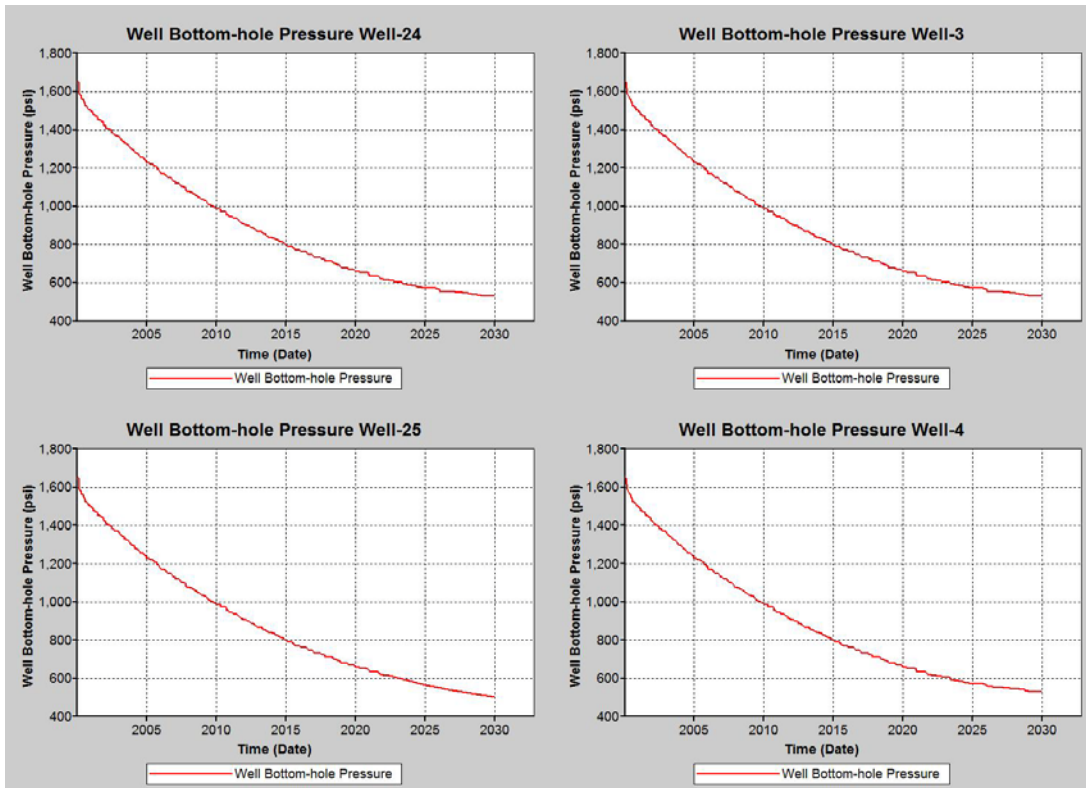 Well Bottom-hole Pressure Well-24
Well Bottom-hole Pressure (psi)
1,800
1,600
1,400
1,200
1,000
800
600
400
2005 2010 2015 2020 2025 2030
Time (Date)
Well Bottom-hole Pressure
Well Bottom-hole Pressure Well-3
Well Bottom-hole Pressure (psi)
1,800
1,600
1,400
1,200
1,000
800
600
400
2005 2010 2015 2020 2025 2030
Time (Date)
Well Bottom-hole Pressure
Well Bottom-hole Pressure Well-25
Well Bottom-hole Pressure (psi)
1,800
1,600
1,400
1,200
1,000
800
600
400
2005 2010 2015 2020 2025 2030
Time (Date)
Well Bottom-hole Pressure
Well Bottom-hole Pressure Well-4
Well Bottom-hole Pressure (psi)
1,800
1,600
1,400
1,200
1,000
800
600
400
2005 2010 2015 2020 2025 2030
Time (Date)
Well Bottom-hole Pressure